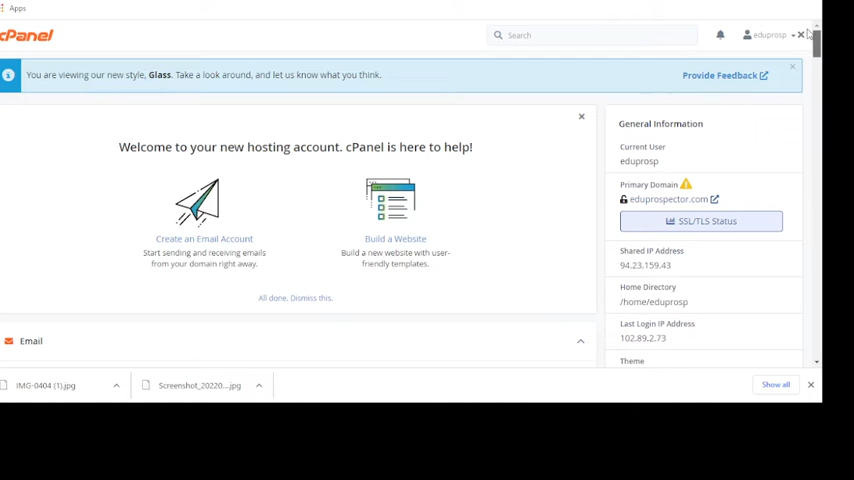 Apps
cPanel
Search
eduprosp
You are viewing our new style, Glass. Take a look around, and let us know what you think.
Provide Feedback
Welcome to your new hosting account. cPanel is here to help!
Create an Email Account
Start sending and receiving emails
from your domain right away.
Build a Website
Build a new website with user-
friendly templates.
All done. Dismiss this.
Email
General Information
Current User
eduprosp
Primary Domain
eduprospector.com
SSL/TLS Status
Shared IP Address
94.23.159.43
Home Directory
/home/eduprosp
Last Login IP Address
102.89.2.73
Theme
IMG-0404 (1).jpg
Screenshot_20220....jpg
Show all